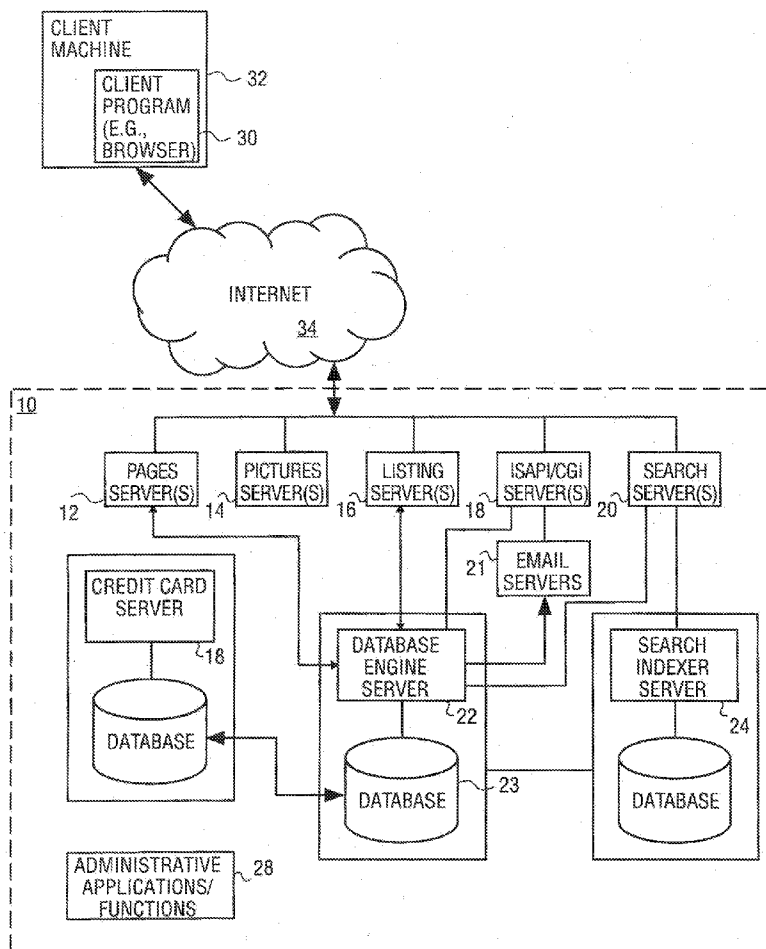 CLIENT
MACHINE
32
CLIENT
PROGRAM
(E.G.,
BROWSER)
30
INTERNET
34
10
PAGES
SERVER(S)
12
PICTURES
SERVER(S)
14
LISTING
SERVER(S)
16
ISAPI/CGI
SERVER(S)
18
SEARCH
SERVER(S)
20
EMAIL
SERVERS
21
CREDIT CARD
SERVER
18
DATABASE
DATABASE
ENGINE
SERVER
22
DATABASE
23
SEARCH
INDEXER
SERVER
24
DATABASE
ADMINISTRATIVE
APPLICATIONS/
FUNCTIONS
28